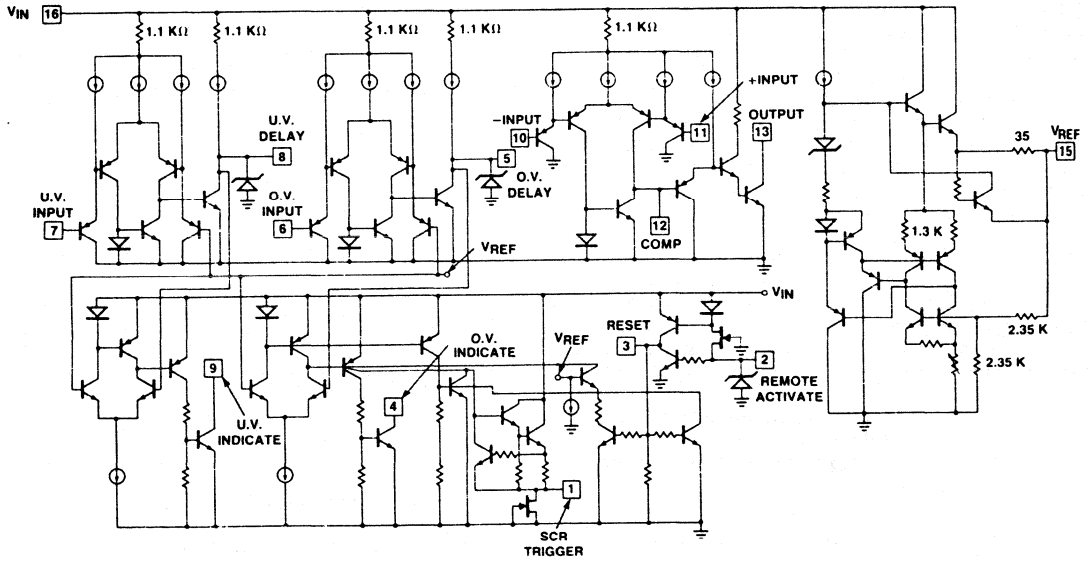 VIN 16
1.1 KΩ
1.1 KΩ
1.1 KΩ
1.1 KΩ
1.1 KΩ
+INPUT
-INPUT
10
11
OUTPUT
13
U.V.
DELAY
8
5
O.V.
DELAY
U.V.
INPUT
7
O.V.
INPUT
6
12
COMP
VREF
35
VREF
15
1.3 K
2.35 K
2.35 K
VIN
RESET
3
VREF
2
REMOTE
ACTIVATE
9
U.V.
INDICATE
O.V.
INDICATE
4
1
SCR
TRIGGER